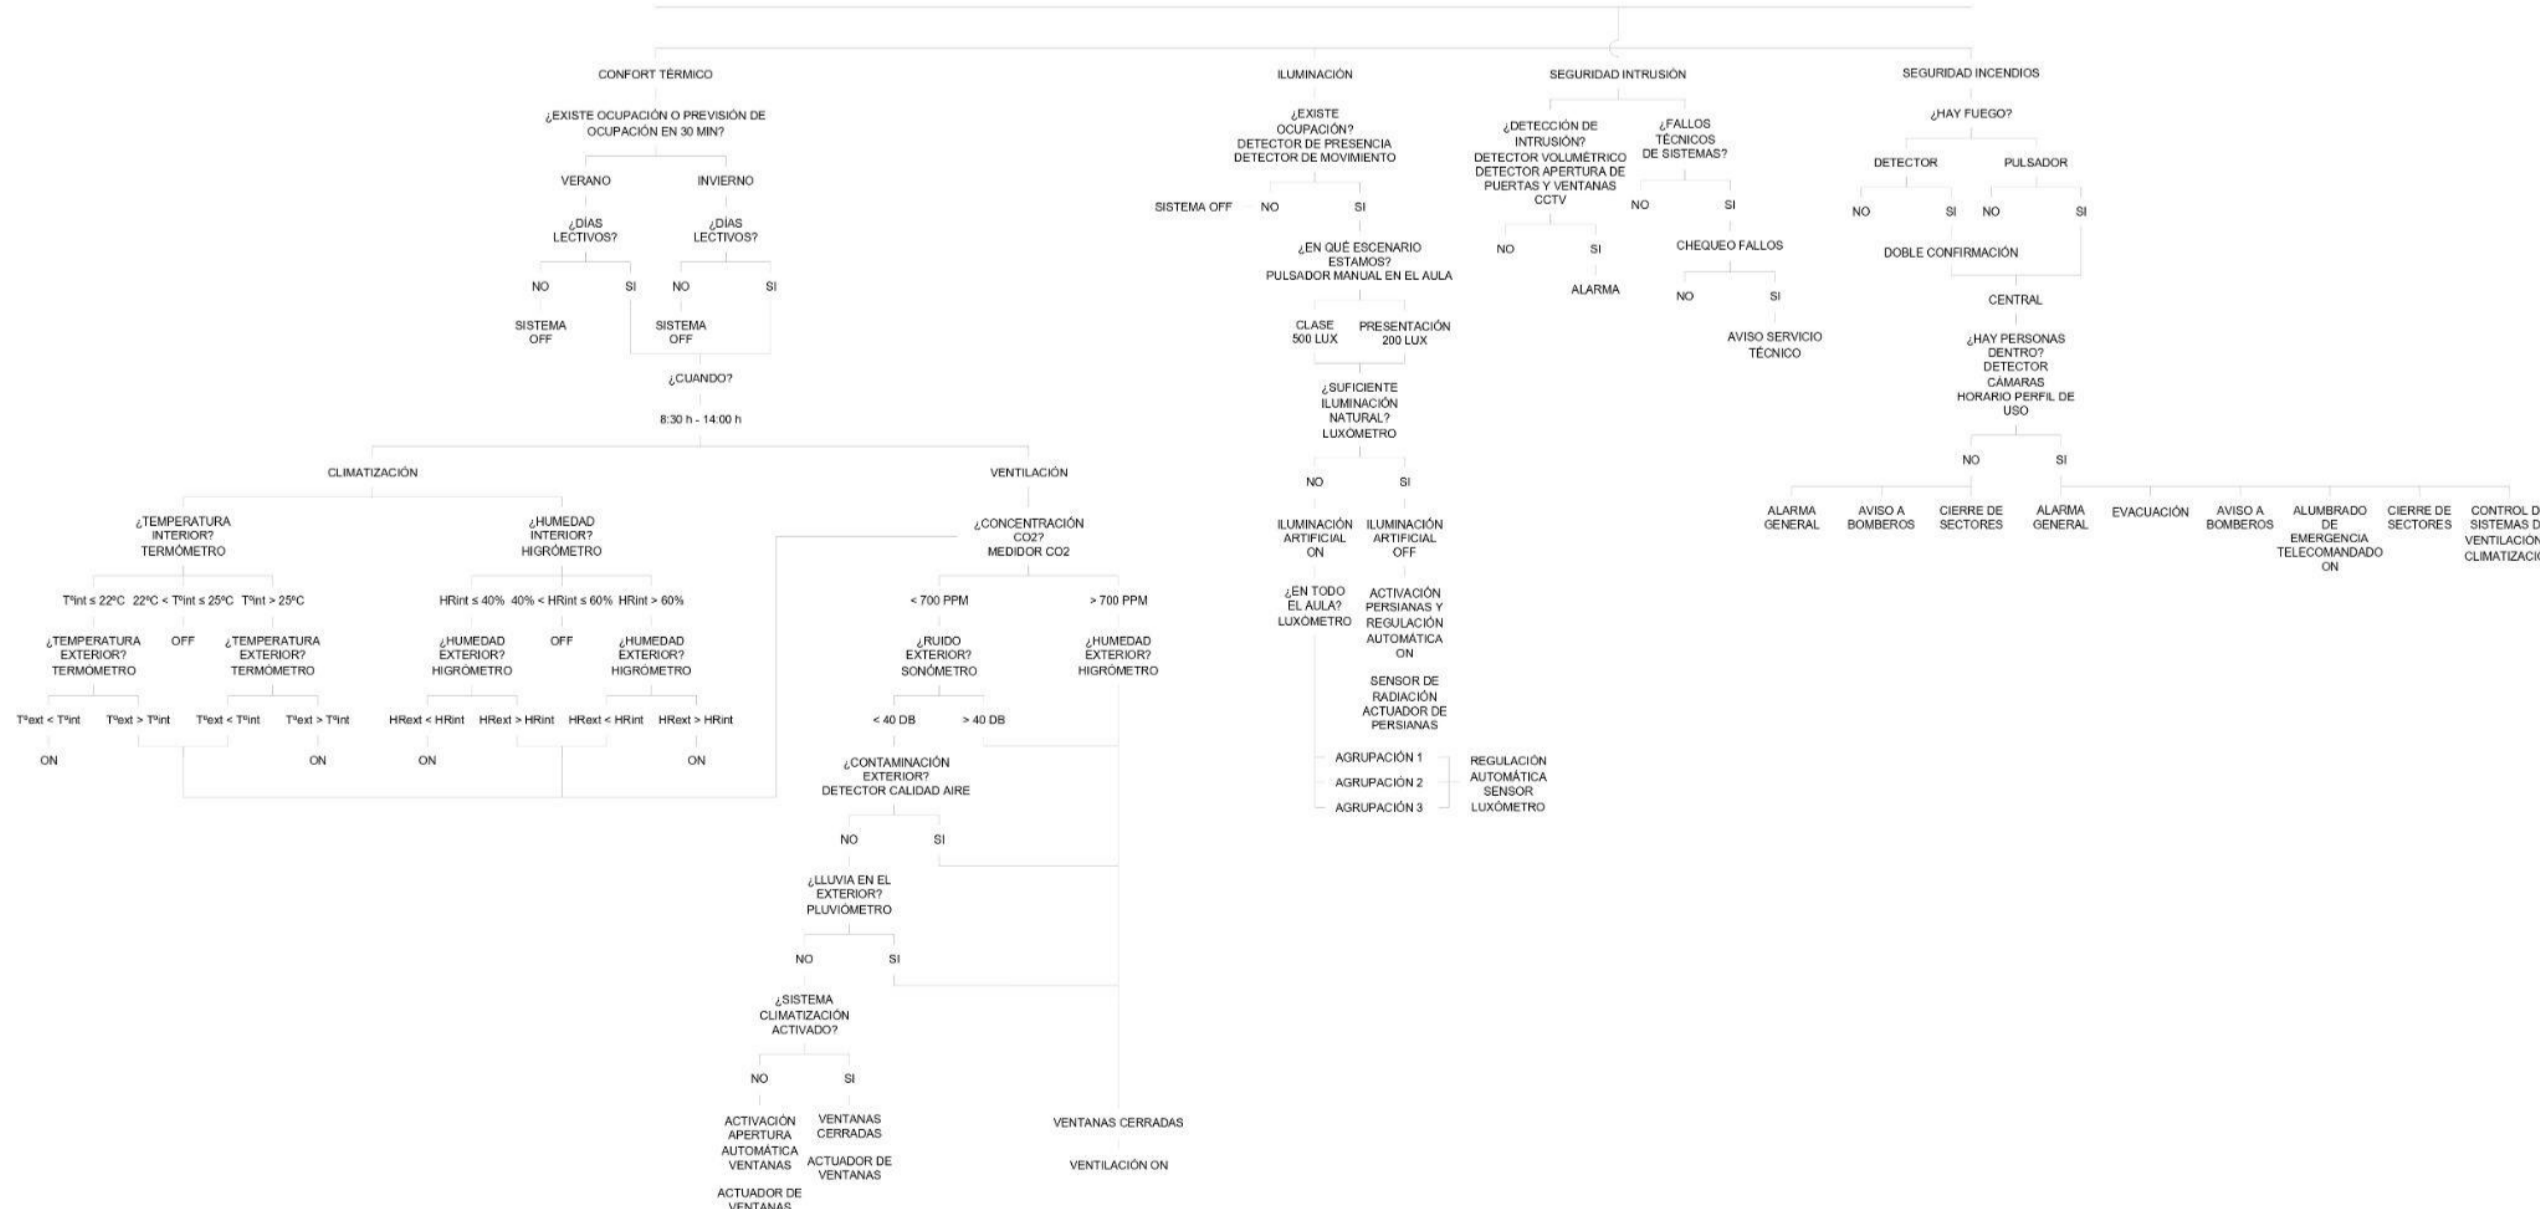 CONFORT TÉRMICO
¿EXISTE OCUPACIÓN O PREVISIÓN DE
OCUPACIÓN EN 30 MIN?
VERANO
INVIERNO
¿DÍAS
LECTIVOS?
¿DÍAS
LECTIVOS?
NO
SI
NO
SI
SISTEMA
OFF
SISTEMA
OFF
¿CUANDO?
8:30 h - 14:00 h
CLIMATIZACIÓN
¿TEMPERATURA
INTERIOR?
TERMÓMETRO
Tªint ≤ 22ºC
22ºC < Tªint ≤ 25ºC
Tªint > 25ºC
¿TEMPERATURA
EXTERIOR?
TERMÓMETRO
OFF
¿TEMPERATURA
EXTERIOR?
TERMÓMETRO
Tªext < Tªint
Tªext > Tªint
Tªext < Tªint
Tªext > Tªint
ON
ON
¿HUMEDAD
INTERIOR?
HIGRÓMETRO
HRint ≤ 40%
40% < HRint ≤ 60%
HRint > 60%
¿HUMEDAD
EXTERIOR?
HIGRÓMETRO
OFF
¿HUMEDAD
EXTERIOR?
HIGRÓMETRO
HRext < HRint
HRext > HRint
HRext < HRint
HRext > HRint
ON
ON
VENTILACIÓN
¿CONCENTRACIÓN
CO2?
MEDIDOR CO2
< 700 PPM
> 700 PPM
¿RUIDO
EXTERIOR?
SONÓMETRO
¿HUMEDAD
EXTERIOR?
HIGRÓMETRO
< 40 DB
> 40 DB
¿CONTAMINACIÓN
EXTERIOR?
DETECTOR CALIDAD AIRE
NO
SI
¿LLUVIA EN EL
EXTERIOR?
PLUVIÓMETRO
NO
SI
¿SISTEMA
CLIMATIZACIÓN
ACTIVADO?
NO
SI
ACTIVACIÓN
APERTURA
AUTOMÁTICA
VENTANAS
ACTUADOR DE
VENTANAS
VENTANAS
CERRADAS
ACTUADOR DE
VENTANAS
VENTANAS CERRADAS
VENTILACIÓN ON
ILUMINACIÓN
¿EXISTE
OCUPACIÓN?
DETECTOR DE PRESENCIA
DETECTOR DE MOVIMIENTO
SISTEMA OFF
NO
SI
¿EN QUÉ ESCENARIO
ESTAMOS?
PULSADOR MANUAL EN EL AULA
CLASE
500 LUX
PRESENTACIÓN
200 LUX
¿SUFICIENTE
ILUMINACIÓN
NATURAL?
LUXÓMETRO
NO
SI
ILUMINACIÓN
ARTIFICIAL
ON
ILUMINACIÓN
ARTIFICIAL
OFF
¿EN TODO
EL AULA?
LUXÓMETRO
ACTIVACIÓN
PERSIANAS Y
REGULACIÓN
AUTOMÁTICA
ON
SENSOR DE
RADIACIÓN
ACTUADOR DE
PERSIANAS
AGRUPACIÓN 1
AGRUPACIÓN 2
AGRUPACIÓN 3
REGULACIÓN
AUTOMÁTICA
SENSOR
LUXÓMETRO
SEGURIDAD INTRUSIÓN
¿DETECCIÓN DE
INTRUSIÓN?
DETECTOR VOLUMÉTRICO
DETECTOR APERTURA DE
PUERTAS Y VENTANAS
CCTV
NO
SI
ALARMA
¿FALLOS
TÉCNICOS
DE SISTEMAS?
NO
SI
CHEQUEO FALLOS
NO
SI
AVISO SERVICIO
TÉCNICO
SEGURIDAD INCENDIOS
¿HAY FUEGO?
DETECTOR
PULSADOR
NO
SI
NO
SI
DOBLE CONFIRMACIÓN
CENTRAL
¿HAY PERSONAS
DENTRO?
DETECTOR
CÁMARAS
HORARIO PERFIL DE
USO
NO
SI
ALARMA
GENERAL
AVISO A
BOMBEROS
CIERRE DE
SECTORES
ALARMA
GENERAL
EVACUACIÓN
AVISO A
BOMBEROS
ALUMBRADO
DE
EMERGENCIA
TELECOMANDADO
ON
CIERRE DE
SECTORES
CONTROL D
SISTEMAS D
VENTILACIÓN
CLIMATIZACIÓ